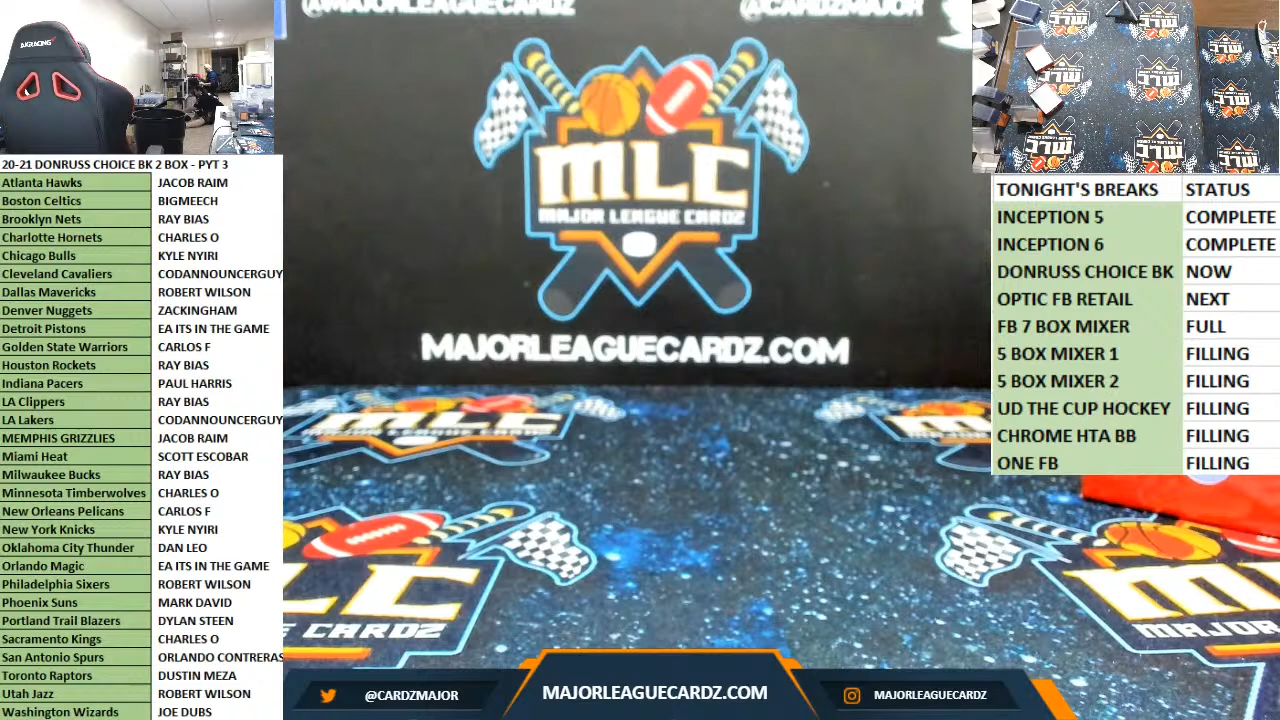 @MAJORLEAGUECARDZ
@CARDZMAJOR
AKRACING
MLC
MAJOR LEAGUE CARDZ
MAJORLEAGUECARDZ.COM
20-21 DONRUSS CHOICE BK 2 BOX - PYT 3
Atlanta Hawks JACOB RAIM
Boston Celtics BIGMEECH
Brooklyn Nets RAY BIAS
Charlotte Hornets CHARLES O
Chicago Bulls KYLE NYIRI
Cleveland Cavaliers CODANNOUNCERGUY
Dallas Mavericks ROBERT WILSON
Denver Nuggets ZACKINGHAM
Detroit Pistons EA ITS IN THE GAME
Golden State Warriors CARLOS F
Houston Rockets RAY BIAS
Indiana Pacers PAUL HARRIS
LA Clippers RAY BIAS
LA Lakers CODANNOUNCERGUY
MEMPHIS GRIZZLIES JACOB RAIM
Miami Heat SCOTT ESCOBAR
Milwaukee Bucks RAY BIAS
Minnesota Timberwolves CHARLES O
New Orleans Pelicans CARLOS F
New York Knicks KYLE NYIRI
Oklahoma City Thunder DAN LEO
Orlando Magic EA ITS IN THE GAME
Philadelphia Sixers ROBERT WILSON
Phoenix Suns MARK DAVID
Portland Trail Blazers DYLAN STEEN
Sacramento Kings CHARLES O
San Antonio Spurs ORLANDO CONTRERAS
Toronto Raptors DUSTIN MEZA
Utah Jazz ROBERT WILSON
Washington Wizards JOE DUBS
TONIGHT'S BREAKS STATUS
INCEPTION 5 COMPLETE
INCEPTION 6 COMPLETE
DONRUSS CHOICE BK NOW
OPTIC FB RETAIL NEXT
FB 7 BOX MIXER FULL
5 BOX MIXER 1 FILLING
5 BOX MIXER 2 FILLING
UD THE CUP HOCKEY FILLING
CHROME HTA BB FILLING
ONE FB FILLING
@CARDZMAJOR
MAJORLEAGUECARDZ.COM
MAJORLEAGUECARDZ